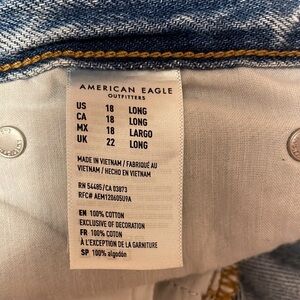 AMERICAN EAGLE
OUTFITTERS
US 18 LONG
CA 18 LONG
MX 18 LARGO
UK 22 LONG
MADE IN VIETNAM / FABRIQUÉ AU
VIETNAM / HECHO EN VIETNAM
RN 54485/CA 03873
RFC# AEM120605U9A
EN 100% COTTON
EXCLUSIVE OF DECORATION
FR 100% COTON
À L'EXCEPTION DE LA GARNITURE
SP 100% algodón